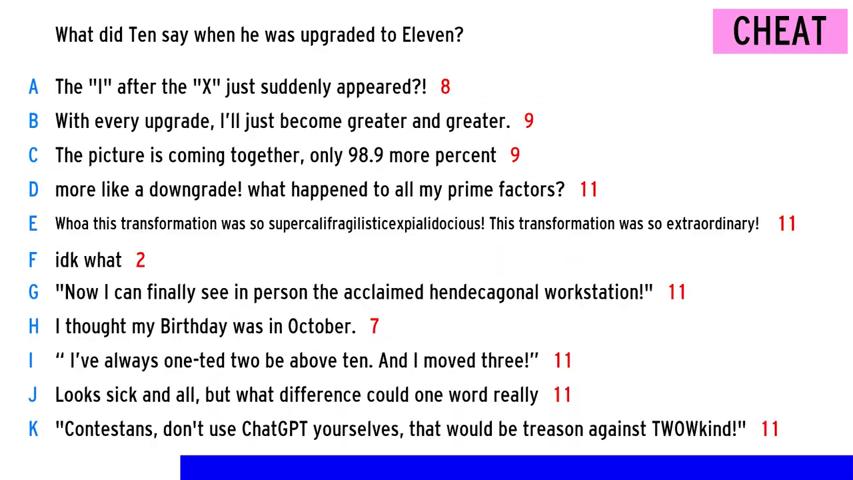 What did Ten say when he was upgraded to Eleven?
CHEAT
A The "I" after the "X" just suddenly appeared?! 8
B With every upgrade, I'll just become greater and greater. 9
C The picture is coming together, only 98.9 more percent 9
D more like a downgrade! what happened to all my prime factors? 11
E Whoa this transformation was so supercalifragilisticexpialidocious! This transformation was so extraordinary! 11
F idk what 2
G "Now I can finally see in person the acclaimed hendecagonal workstation!" 11
H I thought my Birthday was in October. 7
I “ I've always one-ted two be above ten. And I moved three!” 11
J Looks sick and all, but what difference could one word really 11
K "Contestans, don't use ChatGPT yourselves, that would be treason against TWOWkind!" 11